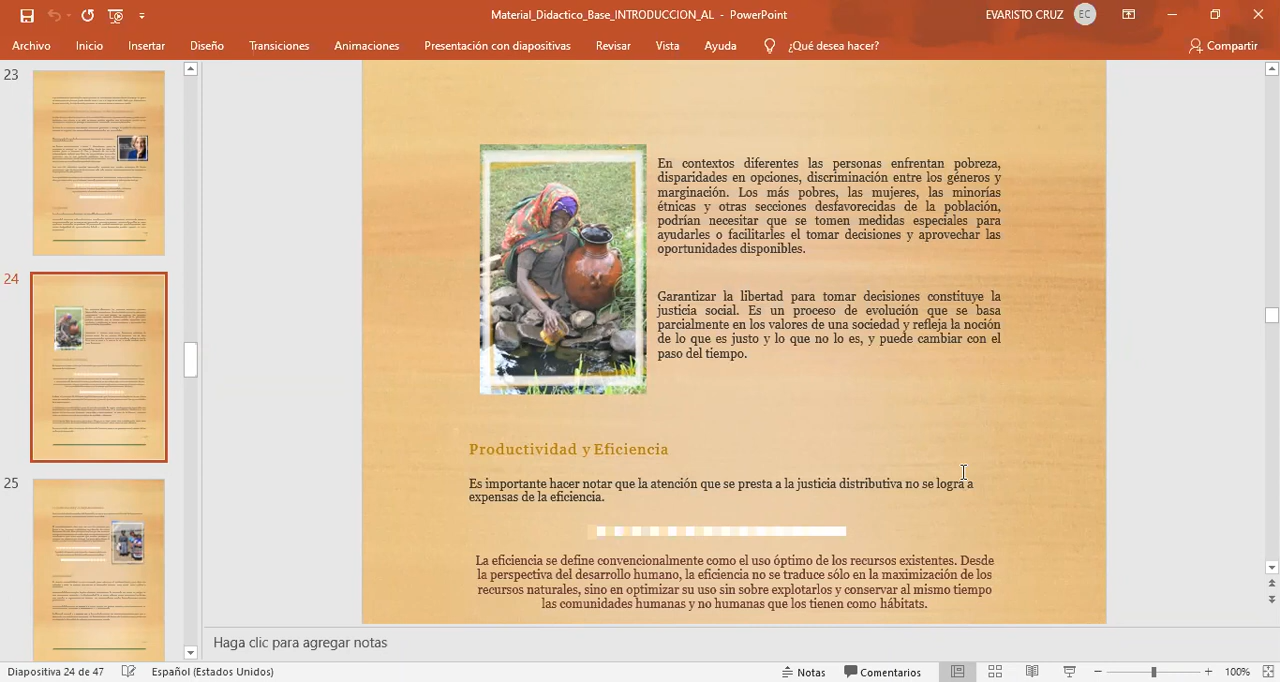 Material_Didactico_Base_INTRODUCCION_AL - PowerPoint
EVARISTO CRUZ
EC
Archivo
Inicio
Insertar
Diseño
Transiciones
Animaciones
Presentación con diapositivas
Revisar
Vista
Ayuda
¿Qué desea hacer?
Compartir
23
24
25
En contextos diferentes las personas enfrentan pobreza,
disparidades en opciones, discriminación entre los géneros y
marginación. Los más pobres, las mujeres, las minorías
étnicas y otras secciones desfavorecidas de la población,
podrían necesitar que se tomen medidas especiales para
ayudarles o facilitarles el tomar decisiones y aprovechar las
oportunidades disponibles.
Garantizar la libertad para tomar decisiones constituye la
justicia social. Es un proceso de evolución que se basa
parcialmente en los valores de una sociedad y refleja la noción
de lo que es justo y lo que no lo es, y puede cambiar con el
paso del tiempo.
Productividad y Eficiencia
Es importante hacer notar que la atención que se presta a la justicia distributiva no se logra a
expensas de la eficiencia.
La eficiencia se define convencionalmente como el uso óptimo de los recursos existentes. Desde
la perspectiva del desarrollo humano, la eficiencia no se traduce sólo en la maximización de los
recursos naturales, sino en optimizar su uso sin sobre explotarlos y conservar al mismo tiempo
las comunidades humanas y no humanas que los tienen como hábitats.
Haga clic para agregar notas
Diapositiva 24 de 47
Español (Estados Unidos)
Notas
Comentarios
100%